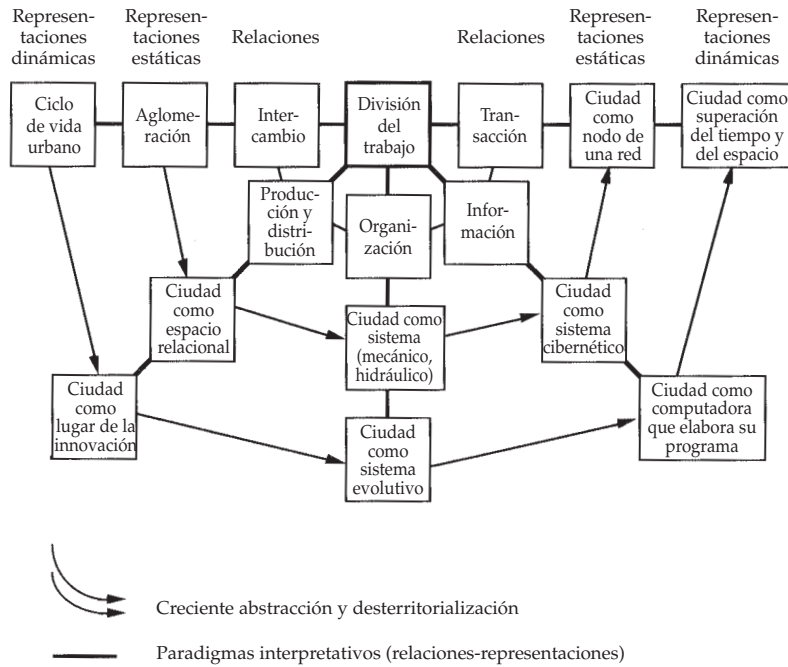 Represen-
taciones
dinámicas
Represen-
taciones
estáticas
Relaciones
Relaciones
Represen-
taciones
estáticas
Represen-
taciones
dinámicas
Ciclo
de vida
urbano
Aglome-
ración
Inter-
cambio
División
del
trabajo
Tran-
sacción
Ciudad
como
nodo de
una red
Ciudad como
superación
del tiempo y
del espacio
Produc-
ción y
distri-
bución
Organi-
zación
Infor-
mación
Ciudad
como
espacio
relacional
Ciudad como
sistema
(mecánico,
hidráulico)
Ciudad
como
sistema
cibernético
Ciudad
como
lugar de la
innovación
Ciudad
como
sistema
evolutivo
Ciudad como
computadora
que elabora su
programa
Creciente abstracción y desterritorialización
Paradigmas interpretativos (relaciones-representaciones)